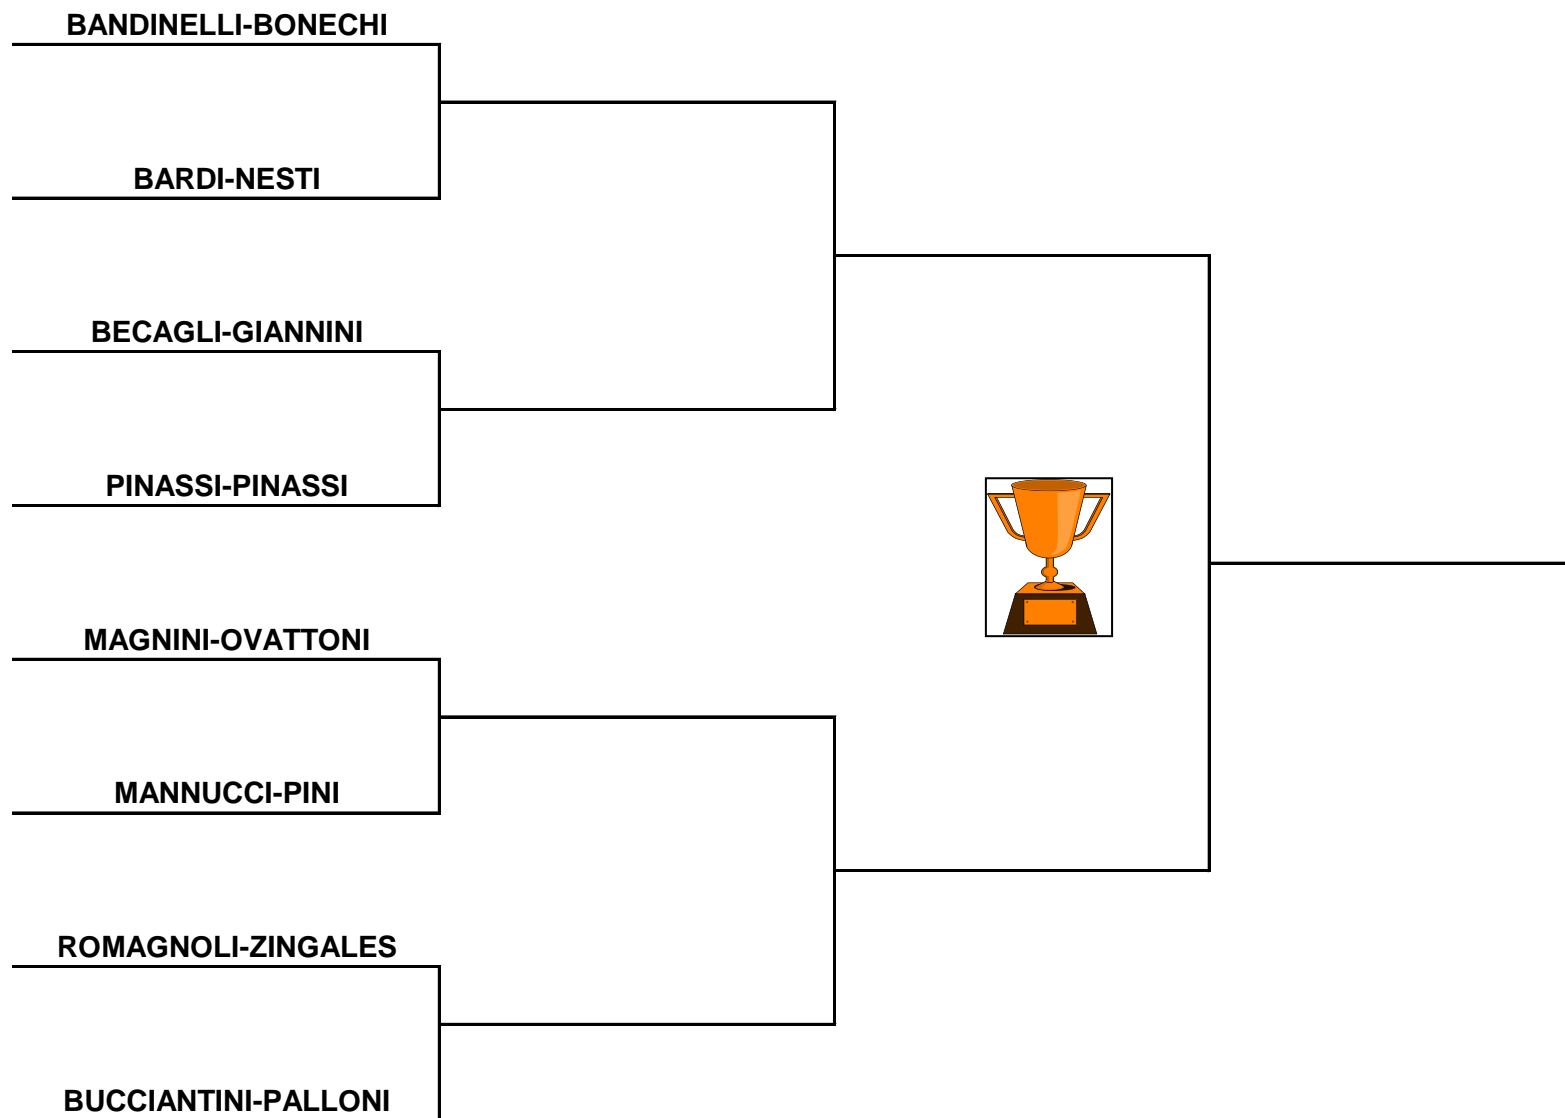 BANDINELLI-BONECHI
BARDI-NESTI
BECAGLI-GIANNINI
PINASSI-PINASSI
MAGNINI-OVATTONI
MANNUCCI-PINI
ROMAGNOLI-ZINGALES
BUCCIANTINI-PALLONI